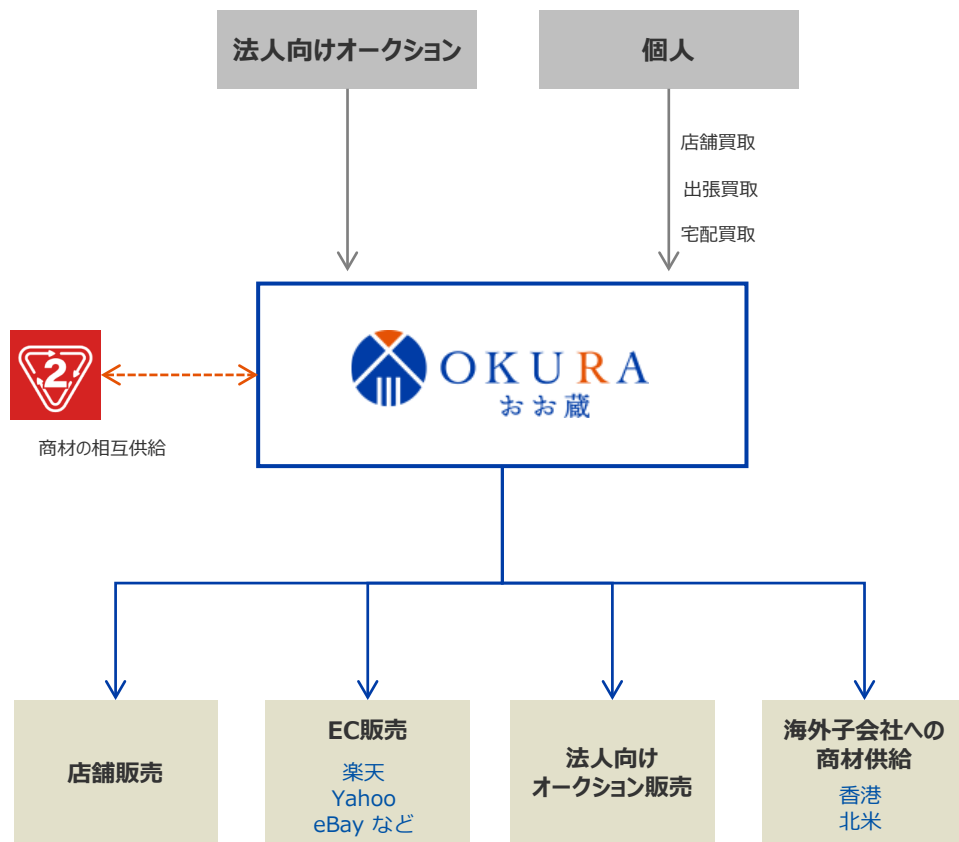 法人向けオークション
個人
店舗買取
出張買取
宅配買取
2
OKURA
おお蔵
商材の相互供給
店舗販売
EC販売
楽天
Yahoo
eBay など
法人向け
オークション販売
海外子会社への
商材供給
香港
北米